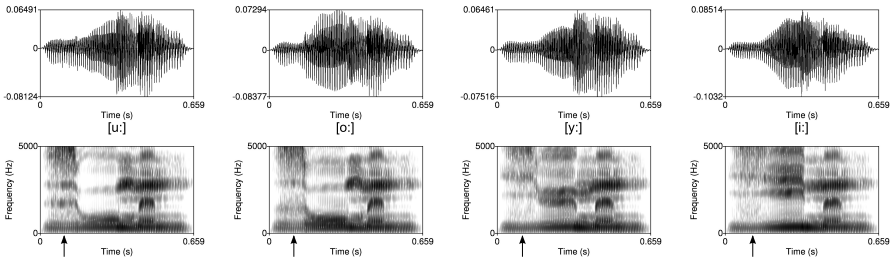 0.06491
0
-0.08124
0
0.659
Time (s)
[u:]
0.07294
0
-0.08377
0
0.659
Time (s)
[o:]
0.06461
0
-0.07516
0
0.659
Time (s)
[y:]
0.08514
0
-0.1032
0
0.659
Time (s)
[i:]
5000
Frequency (Hz)
0
0
0.659
Time (s)
5000
Frequency (Hz)
0
0
0.659
Time (s)
5000
Frequency (Hz)
0
0
0.659
Time (s)
5000
Frequency (Hz)
0
0
0.659
Time (s)